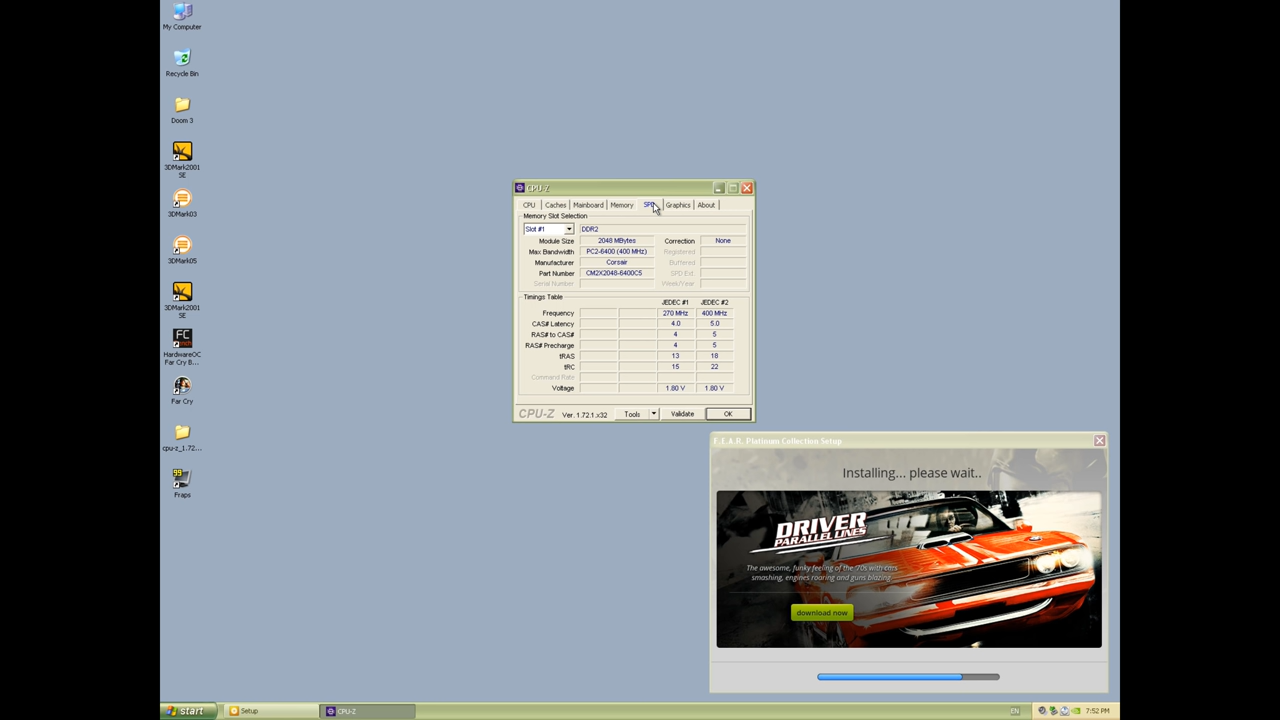 My Computer
Recycle Bin
Doom 3
3DMark2001
SE
3DMark03
3DMark05
3DMark2001
SE
HardwareOC
Far Cry B...
Far Cry
cpu-z_1.72...
99
Fraps
CPU-Z
CPU Caches Mainboard Memory SPD Graphics About
Memory Slot Selection
Slot #1 DDR2
Module Size 2048 MBytes Correction None
Max Bandwidth PC2-6400 (400 MHz) Registered
Manufacturer Corsair Buffered
Part Number CM2X2048-6400C5 SPD Ext.
Serial Number Week/Year
Timings Table
JEDEC #1 JEDEC #2
Frequency 270 MHz 400 MHz
CAS# Latency 4.0 5.0
RAS# to CAS# 4 5
RAS# Precharge 4 5
tRAS 13 18
tRC 15 22
Command Rate
Voltage 1.80 V 1.80 V
CPU-Z Ver. 1.72.1.x32 Tools Validate OK
F.E.A.R. Platinum Collection Setup
Installing... please wait..
DRIVER
PARALLEL LINES
The awesome, funky feeling of the '70s with cars
smashing, engines roaring and guns blazing.
download now
start Setup CPU-Z EN 7:52 PM